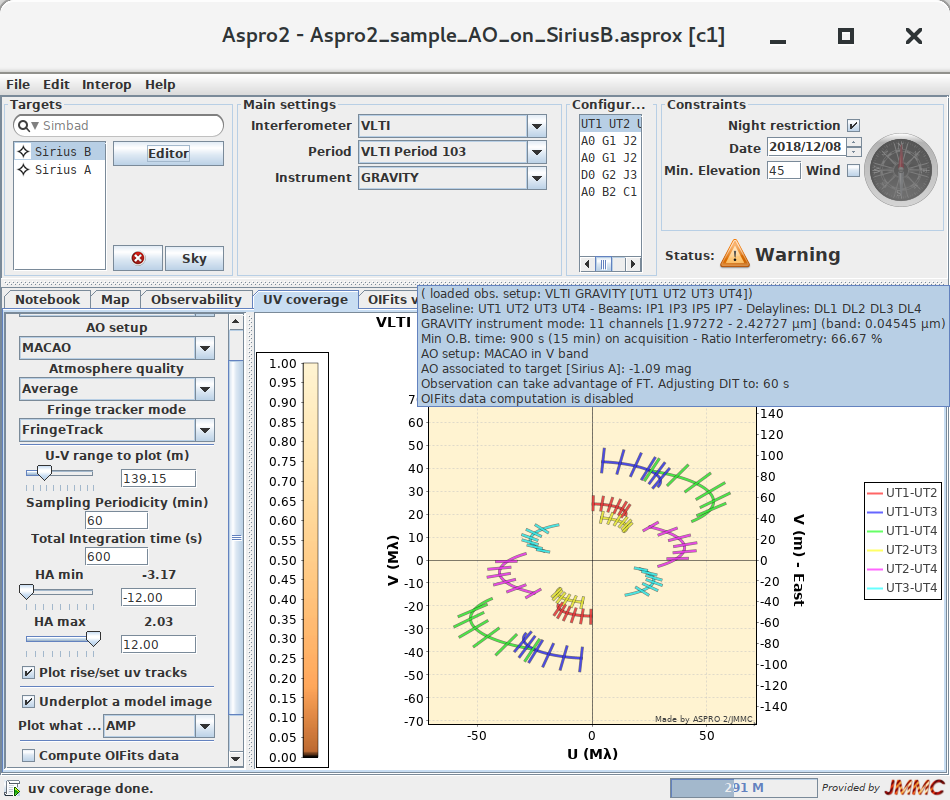 Aspro2 - Aspro2_sample_AO_on_SiriusB.asprox [c1]
File Edit Interop Help
Targets
Simbad
Sirius B
Sirius A
Editor
Sky
Main settings
Interferometer VLTI
Period VLTI Period 103
Instrument GRAVITY
Configur...
UT1 UT2 U
A0 G1 J2
A0 G1 J2
D0 G2 J3
A0 B2 C1
Constraints
Night restriction
Date 2018/12/08
Min. Elevation 45 Wind
Status: Warning
Notebook Map Observability UV coverage OIFits v
( loaded obs. setup: VLTI GRAVITY [UT1 UT2 UT3 UT4])
Baseline: UT1 UT2 UT3 UT4 - Beams: IP1 IP3 IP5 IP7 - Delaylines: DL1 DL2 DL3 DL4
GRAVITY instrument mode: 11 channels [1.97272 - 2.42727 µm] (band: 0.04545 µm)
Min O.B. time: 900 s (15 min) on acquisition - Ratio Interferometry: 66.67 %
AO setup: MACAO in V band
AO associated to target [Sirius A]: -1.09 mag
Observation can take advantage of FT. Adjusting DIT to: 60 s
OIFits data computation is disabled
AO setup
MACAO
Atmosphere quality
Average
Fringe tracker mode
FringeTrack
U-V range to plot (m)
139.15
Sampling Periodicity (min)
60
Total Integration time (s)
600
HA min -3.17
-12.00
HA max 2.03
12.00
Plot rise/set uv tracks
Underplot a model image
Plot what ... AMP
Compute OIFits data
VLTI
1.00
0.95
0.90
0.85
0.80
0.75
0.70
0.65
0.60
0.55
0.50
0.45
0.40
0.35
0.30
0.25
0.20
0.15
0.10
0.05
0.00
V (Mλ)
60
50
40
30
20
10
0
-10
-20
-30
-40
-50
-60
-70
-50 0 50
U (Mλ)
Made by ASPRO 2/JMMC
140
120
100
80
60
40
20
0
-20
-40
-60
-80
-100
-120
-140
V (m) - East
UT1-UT2
UT1-UT3
UT1-UT4
UT2-UT3
UT2-UT4
UT3-UT4
uv coverage done.
291 M
Provided by JMMC